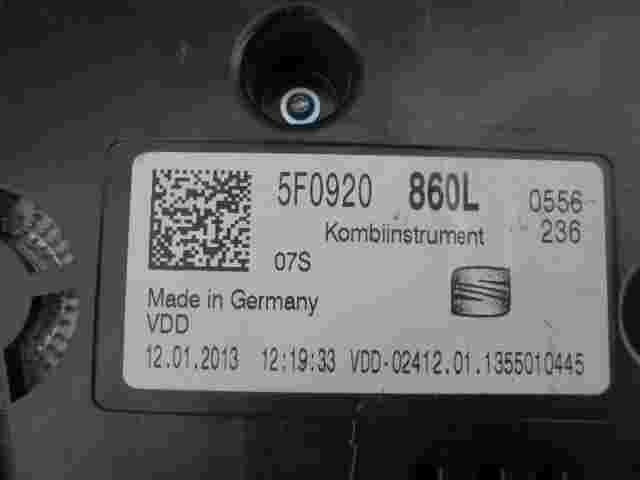 5F0920 860L 0556
Kombiinstrument 236
07S
Made in Germany
VDD
12.01.2013 12:19:33 VDD-02412.01.1355010445